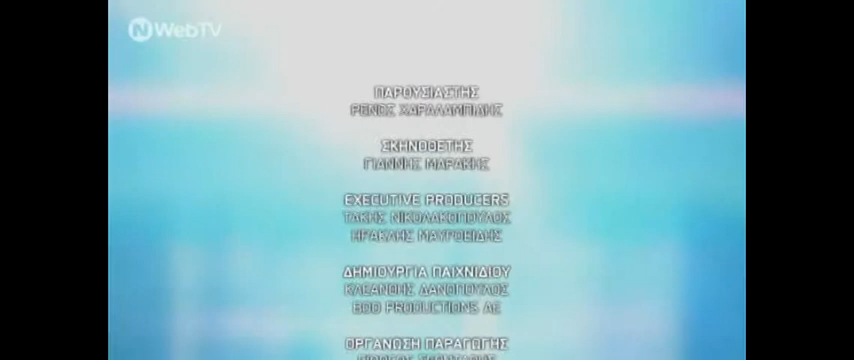 N WebTV
ΠΑΡΟΥΣΙΑΣΤΗΣ
ΡΕΝΟΣ ΧΑΡΑΛΑΜΠΙΔΗΣ
ΣΚΗΝΟΘΕΤΗΣ
ΓΙΑΝΝΗΣ ΜΑΡΑΚΗΣ
EXECUTIVE PRODUCERS
ΤΑΚΗΣ ΝΙΚΟΛΑΚΟΠΟΥΛΟΣ
ΗΡΑΚΛΗΣ ΜΑΥΡΟΕΙΔΗΣ
ΔΗΜΙΟΥΡΓΙΑ ΠΑΙΧΝΙΔΙΟΥ
ΚΛΕΑΝΘΗΣ ΔΑΝΟΠΟΥΛΟΣ
PRODUCTIONS AE
ΟΡΓΑΝΩΣΗ ΠΑΡΑΓΩΓΗΣ